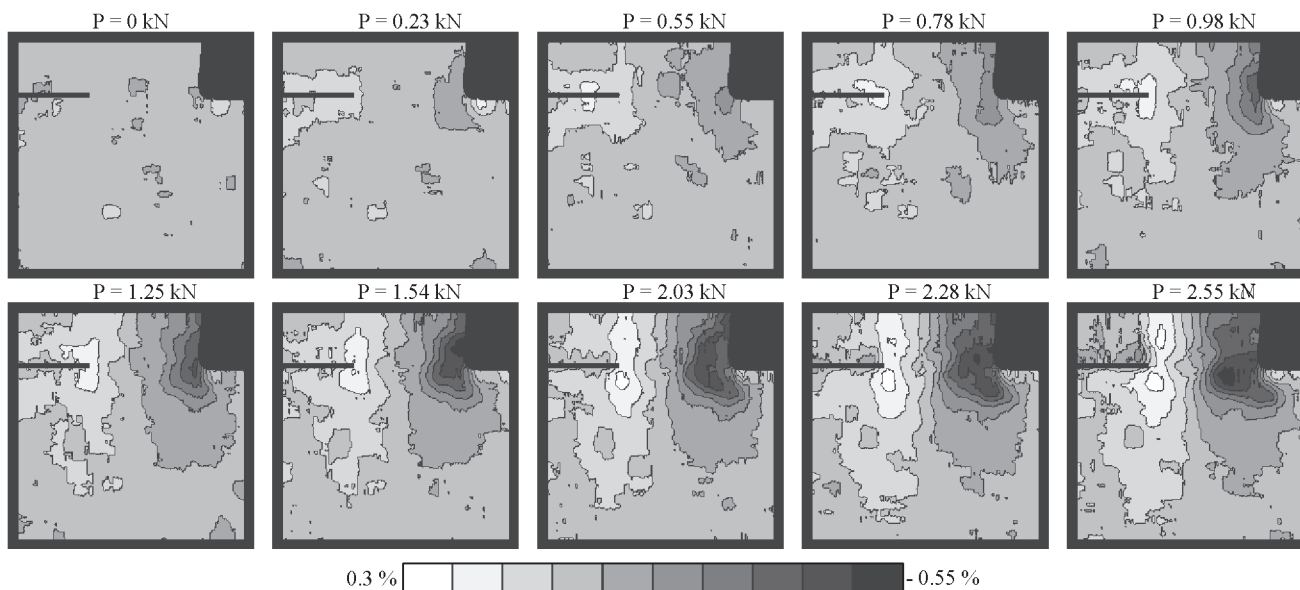 P = 0 kN
P = 0.23 kN
P = 0.55 kN
P = 0.78 kN
P = 0.98 kN
P = 1.25 kN
P = 1.54 kN
P = 2.03 kN
P = 2.28 kN
P = 2.55 kN
0.3 %
- 0.55 %